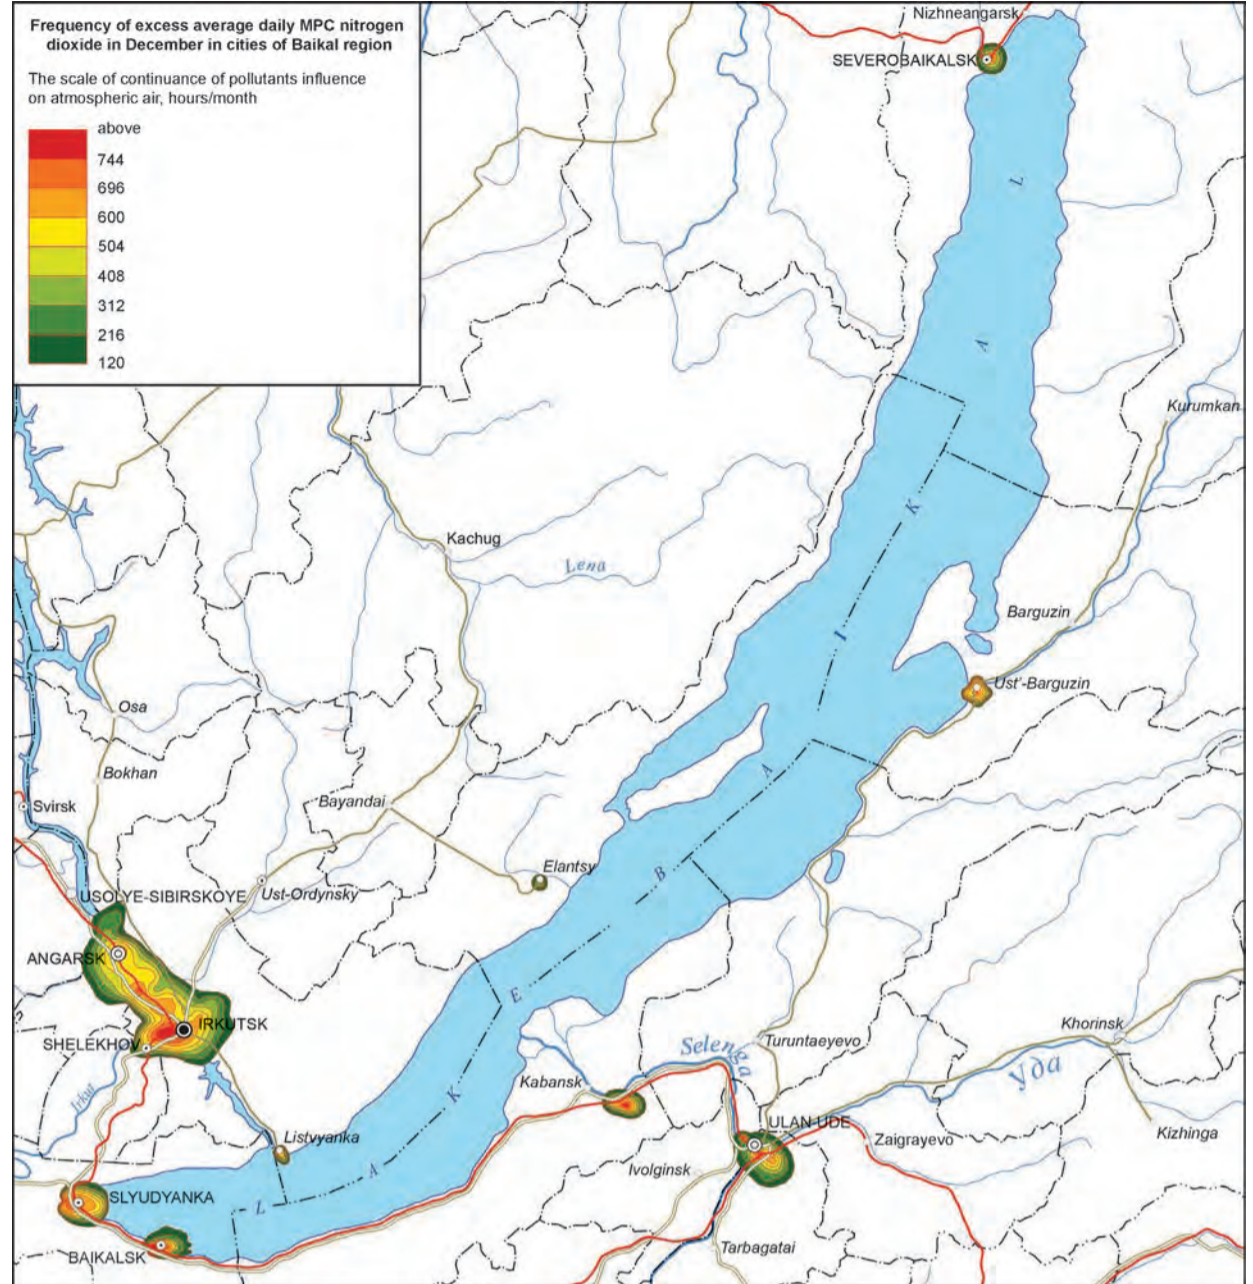 Frequency of excess average daily MPC nitrogen
dioxide in December in cities of Baikal region
The scale of continuance of pollutants influence
on atmospheric air, hours/month
above
744
696
600
504
408
312
216
120
Nizhneangarsk
SEVEROBAIKALSK
Kurumkan
Kachug
Lena
Barguzin
Ust'-Barguzin
Osa
Bokhan
Svirsk
Bayandai
Elantsy
USOLYE-SIBIRSKOYE
Ust-Ordynsky
ANGARSK
IRKUTSK
SHELEKHOV
Irkut
Listvyanka
SLYUDYANKA
BAIKALSK
LAKE BAIKAL
Kabansk
Selenga
Turuntaeyevo
Khorinsk
Уда
ULAN-UDE
Zaigrayevo
Kizhinga
Ivolginsk
Tarbagatai